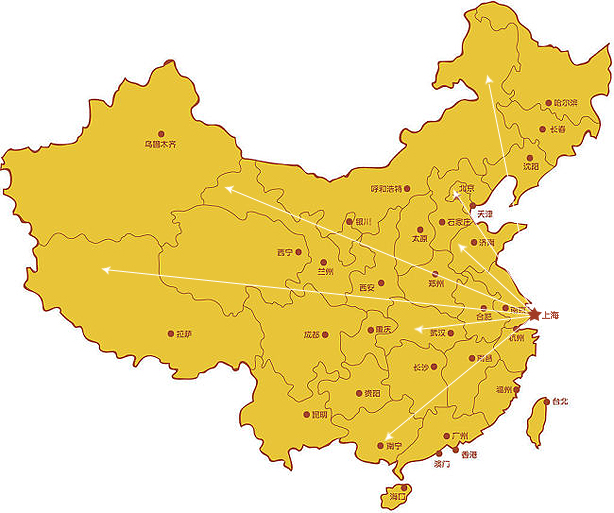 哈尔滨
长春
乌鲁木齐
沈阳
呼和浩特
北京
天津
银川
石家庄
太原
济南
西宁
兰州
郑州
西安
上海
合肥
重庆
武汉
成都
拉萨
杭州
南昌
长沙
贵阳
福州
台北
昆明
广州
南宁
香港
澳门
海口